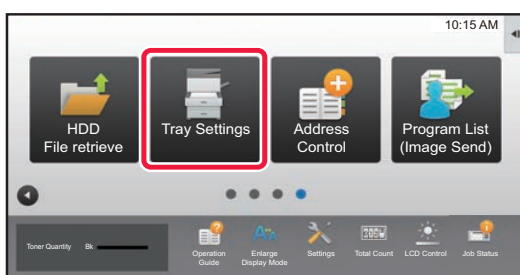 10:15 AM
HDD
File retrieve
Tray Settings
Address
Control
Program List
(Image Send)
Toner Quantity Bk
Operation
Guide
Enlarge
Display Mode
Settings
Total Count
LCD Control
Job Status